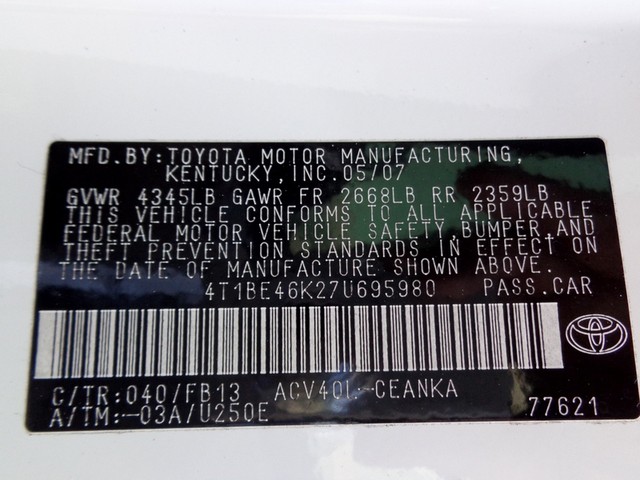 MFD. BY: TOYOTA MOTOR MANUFACTURING,
KENTUCKY, INC. 05/07
GVWR 4345LB GAWR FR 2668LB RR 2359LB
THIS VEHICLE CONFORMS TO ALL APPLICABLE
FEDERAL MOTOR VEHICLE SAFETY BUMPER, AND
THEFT PREVENTION STANDARDS IN EFFECT ON
THE DATE OF MANUFACTURE SHOWN ABOVE.
4T1BE46K27U695980 PASS. CAR
C/TR: 040/FB13 ACV40L-CEANKA
A/TM: -03A/U250E 77621